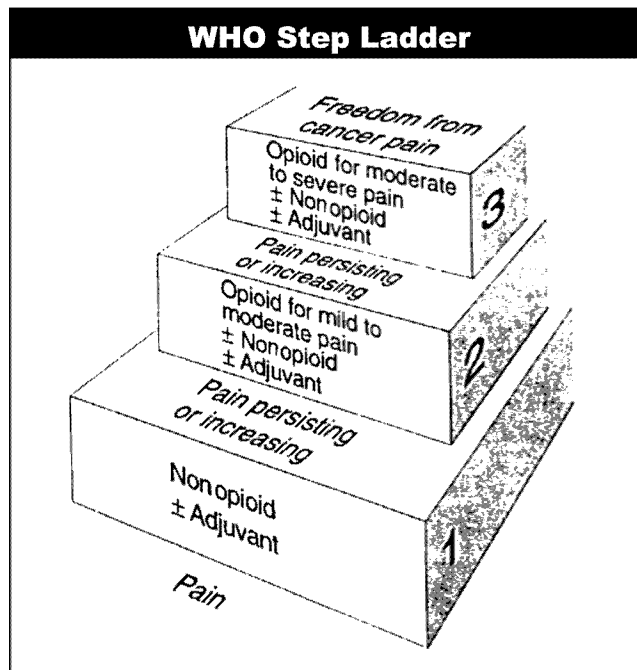 WHO Step Ladder
Freedom from
cancer pain
Opioid for moderate
to severe pain
± Nonopioid
± Adjuvant
3
Pain persisting
or increasing
Opioid for mild to
moderate pain
± Nonopioid
± Adjuvant
2
Pain persisting
or increasing
Nonopioid
± Adjuvant
1
Pain